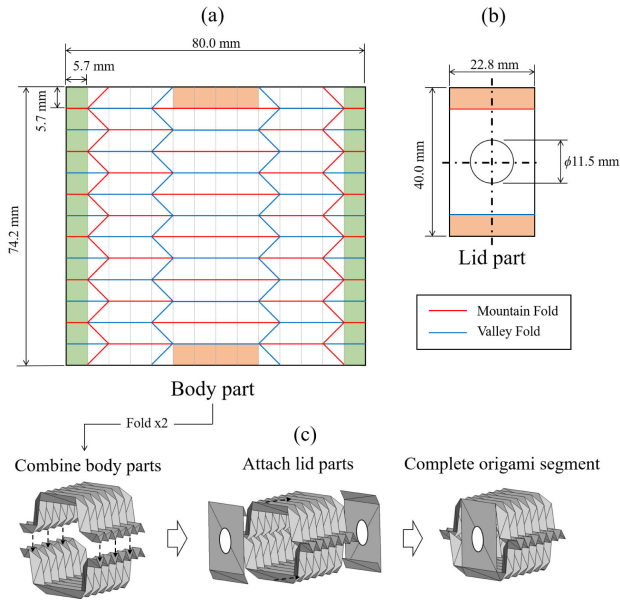 (a)
80.0 mm
5.7 mm
5.7 mm
74.2 mm
Body part
(b)
22.8 mm
40.0 mm
ϕ11.5 mm
Lid part
Mountain Fold
Valley Fold
Fold x2
(c)
Combine body parts
Attach lid parts
Complete origami segment